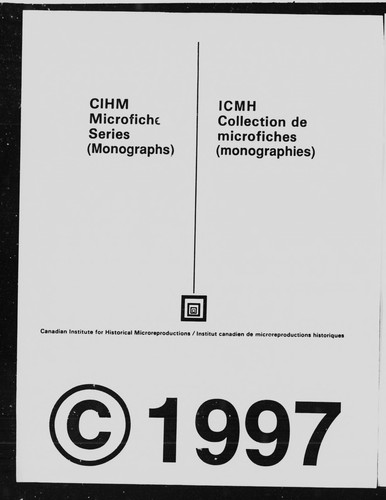 CIHM
Microfiche
Series
(Monographs)
ICMH
Collection de
microfiches
(monographies)
Canadian Institute for Historical Microreproductions / Institut canadien de microreproductions historiques
© 1997